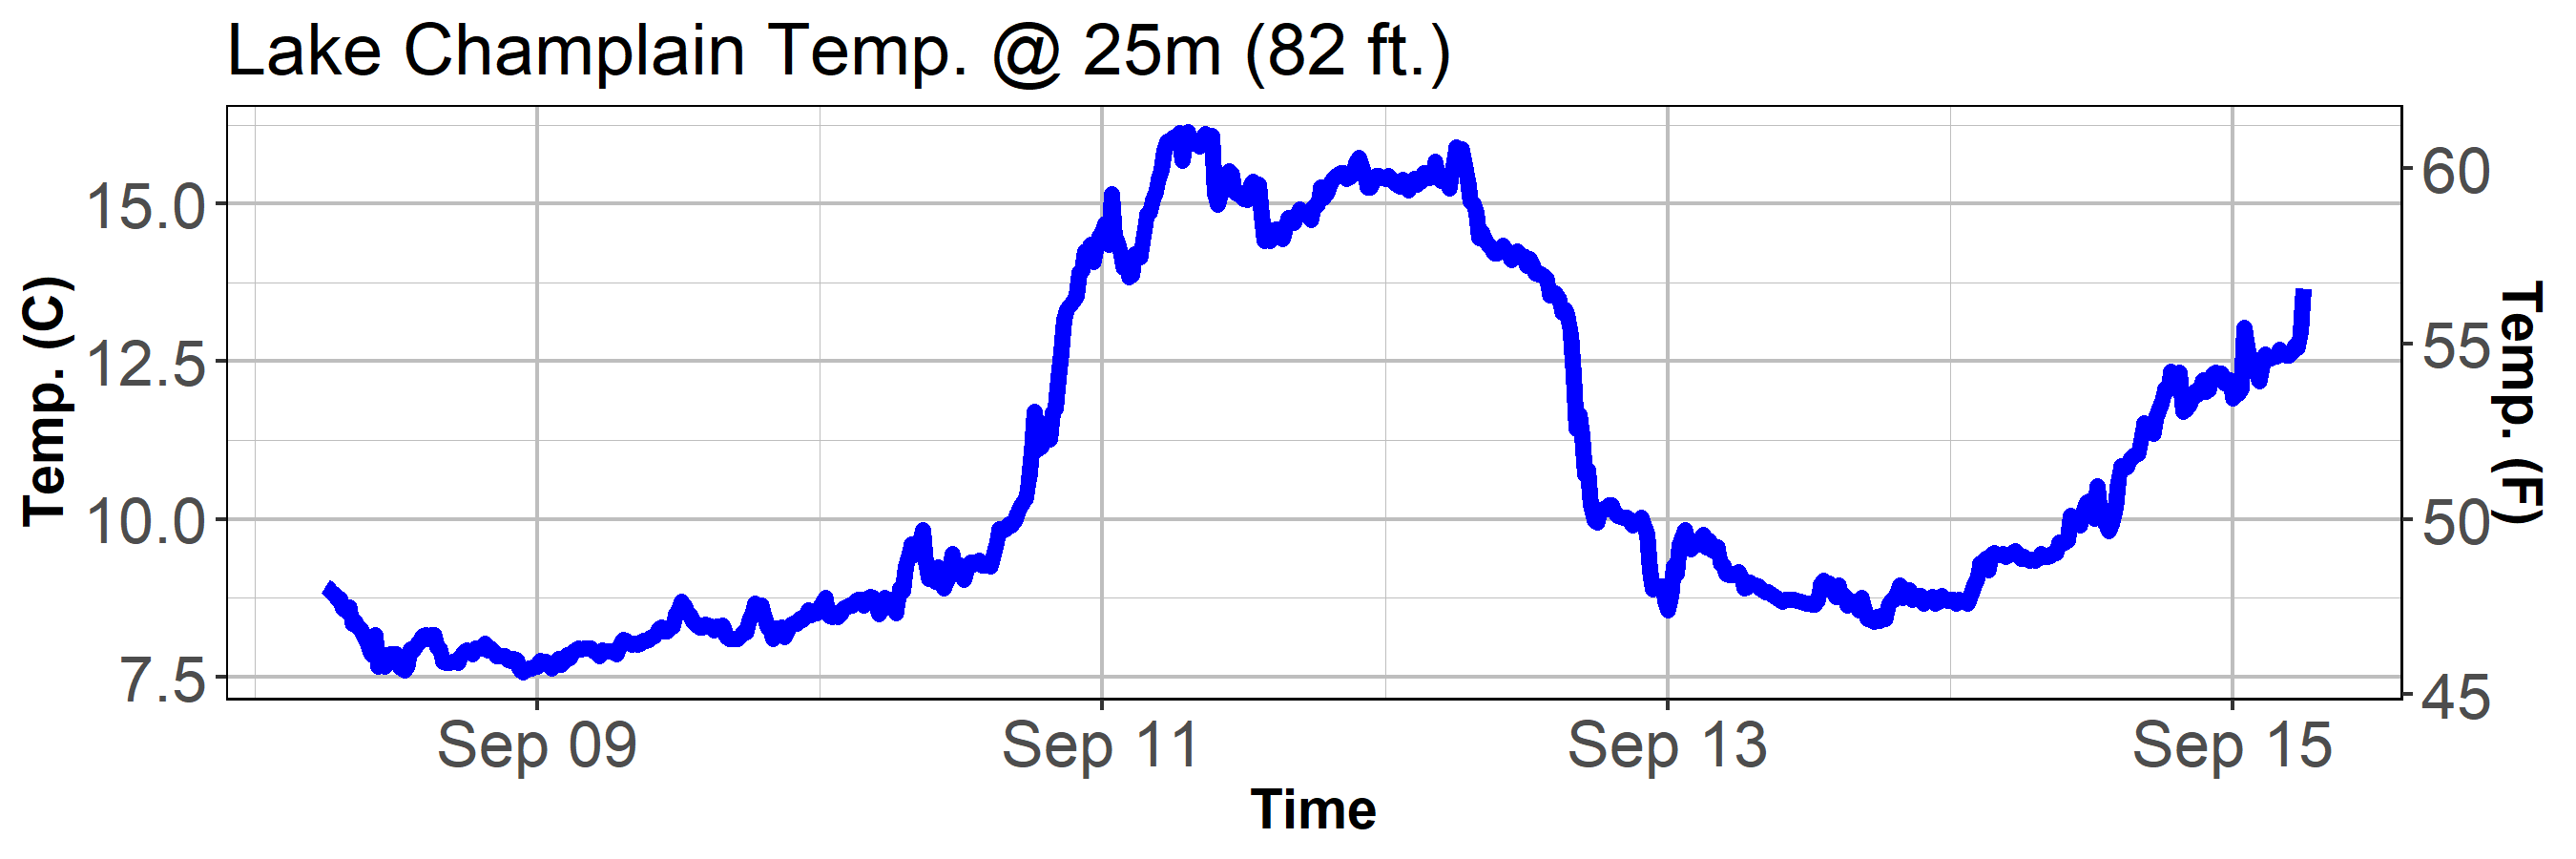 Lake Champlain Temp. @ 25m (82 ft.)
Temp. (C)
15.0
12.5
10.0
7.5
60
55
50
45
Temp. (F)
Sep 09
Sep 11
Sep 13
Sep 15
Time